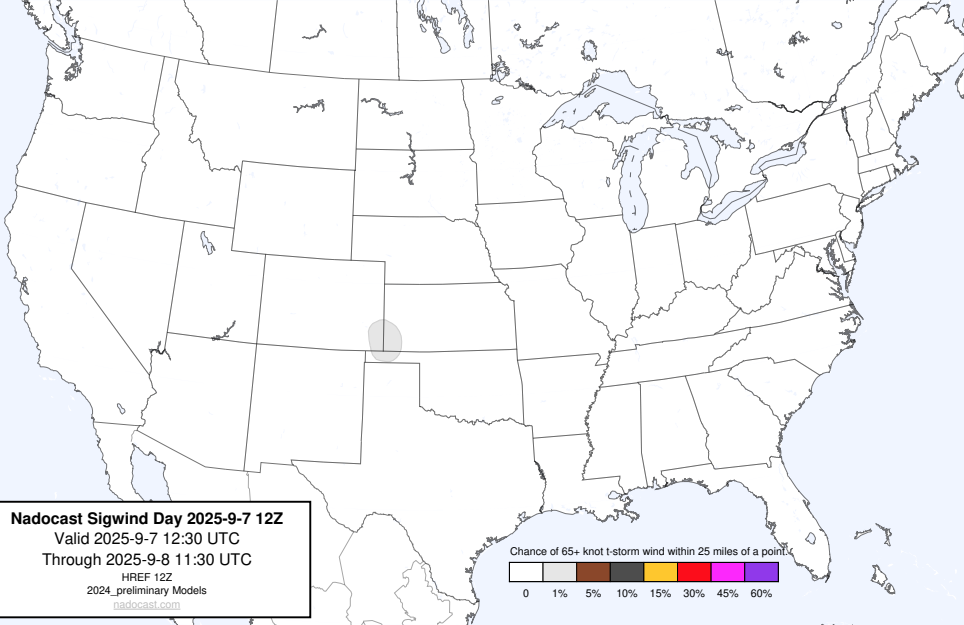 Nadocast Sigwind Day 2025-9-7 12Z
Valid 2025-9-7 12:30 UTC
Through 2025-9-8 11:30 UTC
HREF 12Z
2024_preliminary Models
nadocast.com
Chance of 65+ knot t-storm wind within 25 miles of a point.
0 1% 5% 10% 15% 30% 45% 60%